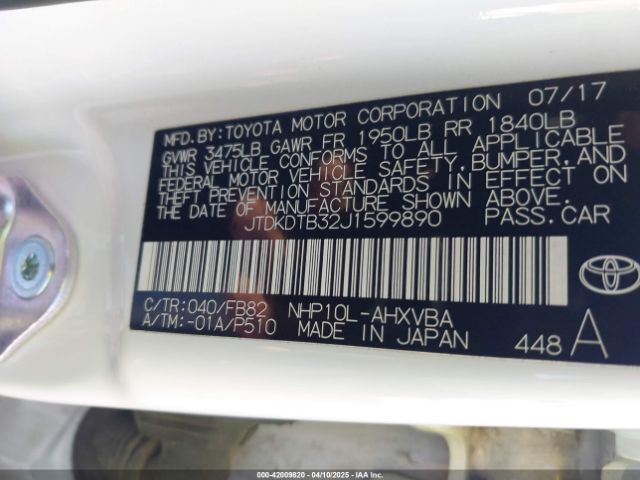 MFD. BY: TOYOTA MOTOR CORPORATION 07/17
GVWR 3475LB GAWR FR 1950LB RR 1840LB
THIS VEHICLE CONFORMS TO ALL APPLICABLE
FEDERAL MOTOR VEHICLE SAFETY, BUMPER, AND
THEFT PREVENTION STANDARDS IN EFFECT ON
THE DATE OF MANUFACTURE SHOWN ABOVE.
JTDKDTB32J1599890 PASS.CAR
C/TR: 040/FB82 NHP10L-AHXVBA
A/TM: -01A/P510 MADE IN JAPAN 448 A
000-42009820 | 04/10/2025 | IAA Inc.